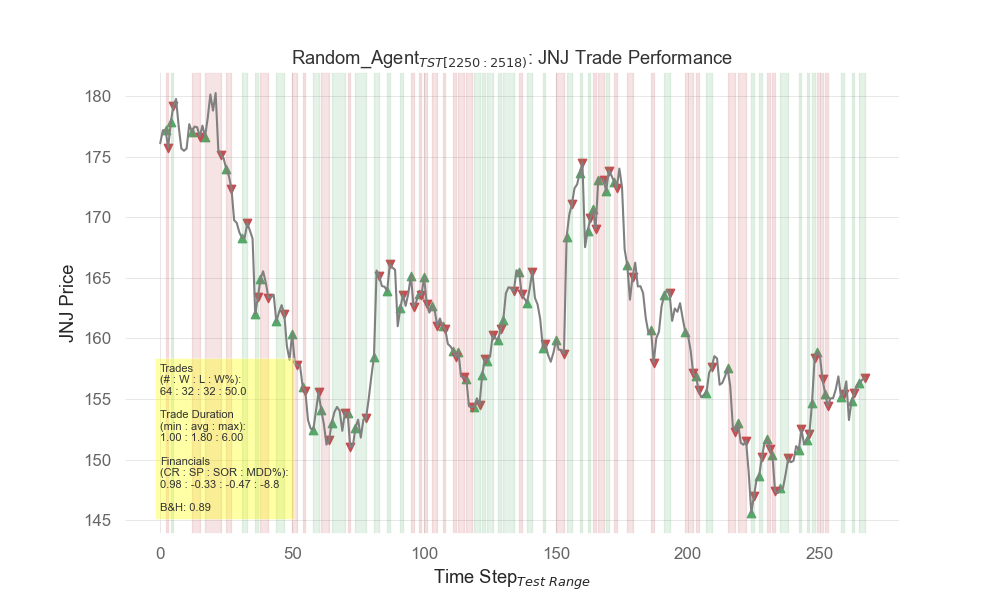 Random_Agent TST[2250 : 2518) : JNJ Trade Performance
JNJ Price
180
175
170
165
160
155
150
145
Trades
(# : W : L : W%):
64 : 32 : 32 : 50.0
Trade Duration
(min : avg : max):
1.00 : 1.80 : 6.00
Financials
(CR : SP : SOR : MDD%):
0.98 : -0.33 : -0.47 : -8.8
B&H: 0.89
0 50 100 150 200 250
Time Step Test Range